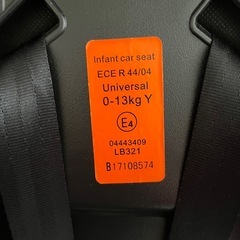 Infant car seat
ECE R 44/04
Universal
0-13kg Y
E4
04443409
LB321
B17108574